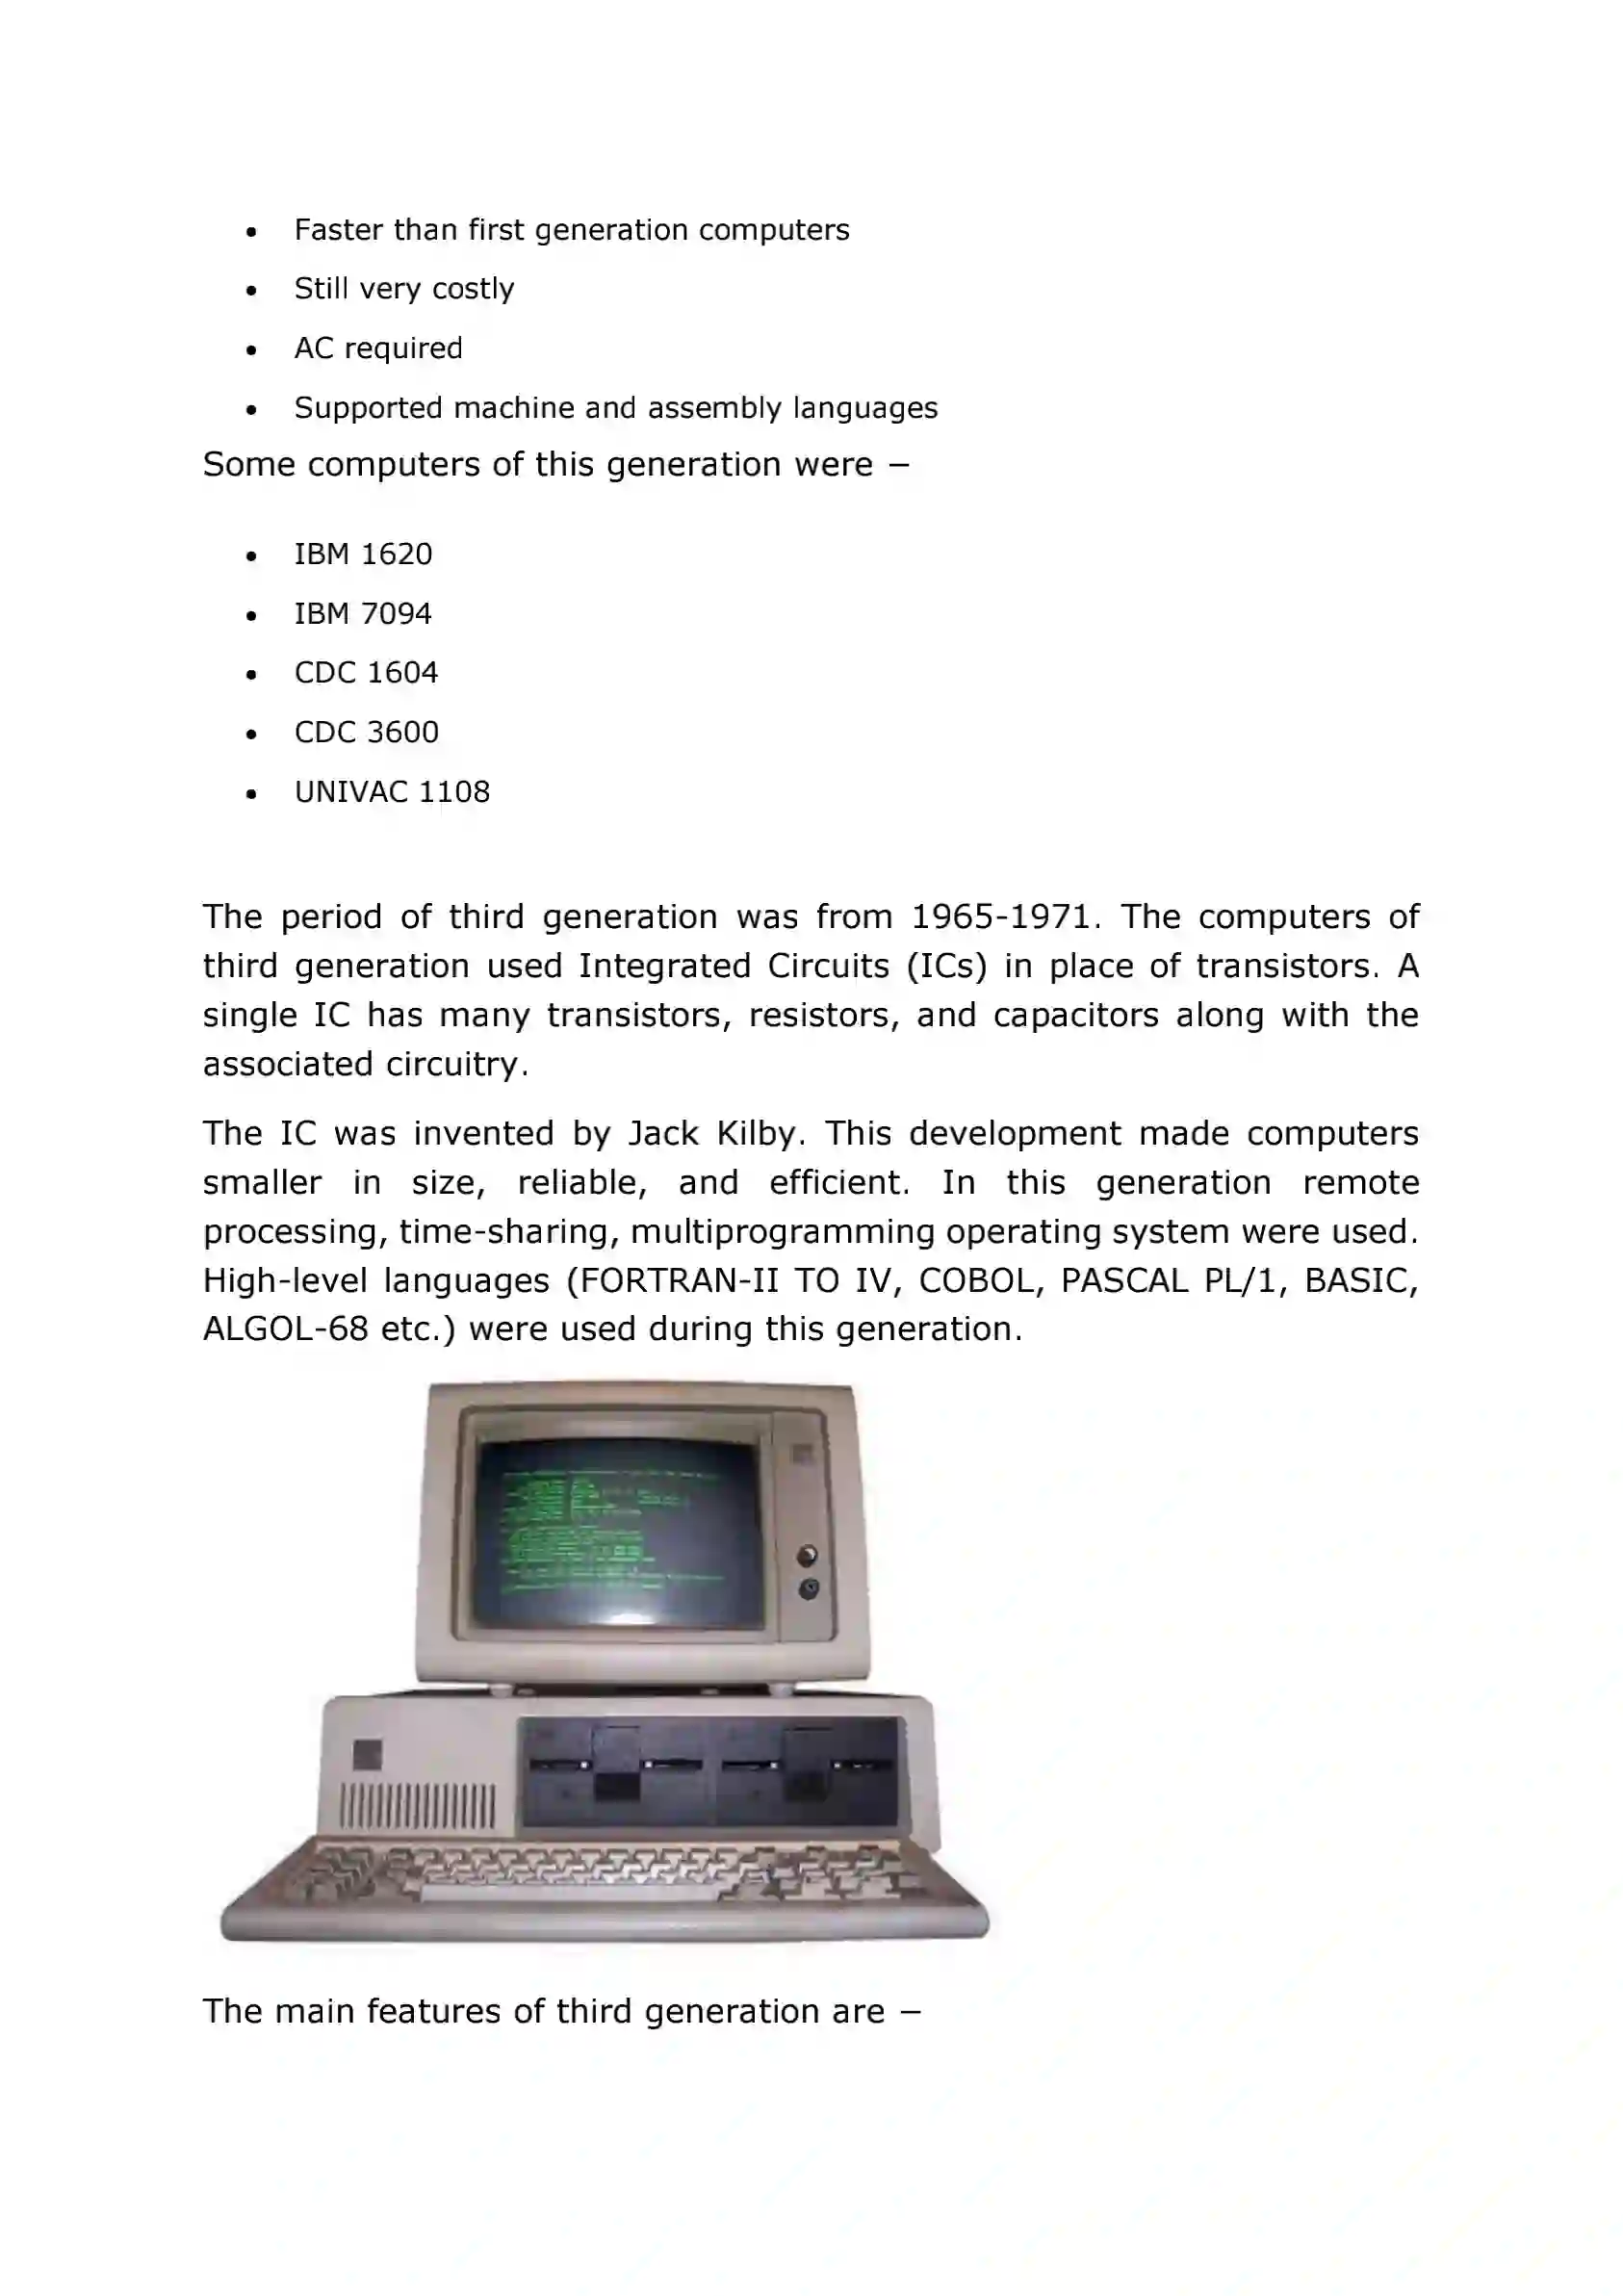 • Faster than first generation computers
• Still very costly
• AC required
• Supported machine and assembly languages
Some computers of this generation were −
• IBM 1620
• IBM 7094
• CDC 1604
• CDC 3600
• UNIVAC 1108
The period of third generation was from 1965-1971. The computers of
third generation used Integrated Circuits (ICs) in place of transistors. A
single IC has many transistors, resistors, and capacitors along with the
associated circuitry.
The IC was invented by Jack Kilby. This development made computers
smaller in size, reliable, and efficient. In this generation remote
processing, time-sharing, multiprogramming operating system were used.
High-level languages (FORTRAN-II TO IV, COBOL, PASCAL PL/1, BASIC,
ALGOL-68 etc.) were used during this generation.
The main features of third generation are −